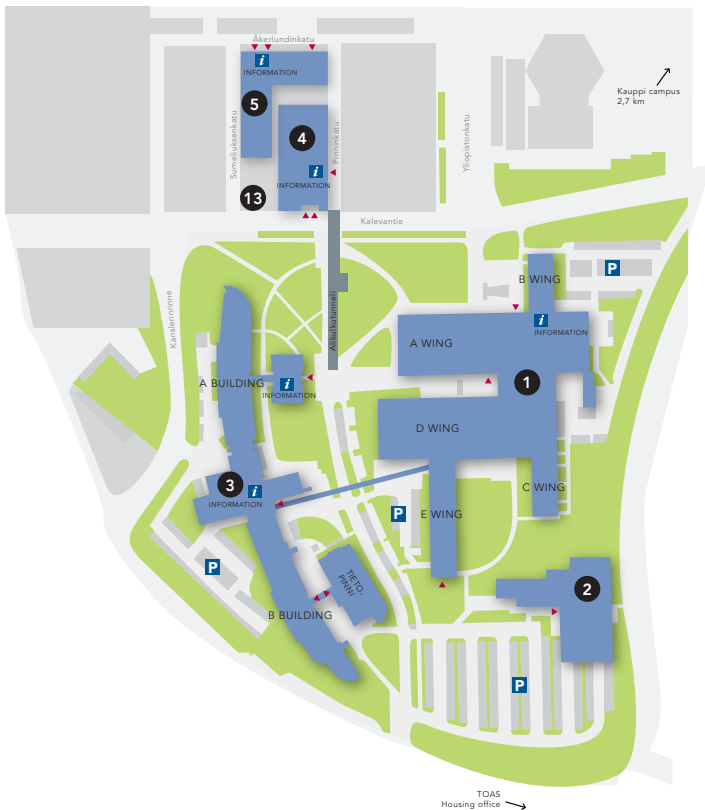 Åkerlundinkatu
i
INFORMATION
5
4
Sumeliuksenkatu
Pinninkatu
i
INFORMATION
13
Yliopistonkatu
Kauppi campus
2,7 km
Kalevantie
Kanslerinrinne
Alikulkutunneli
B WING
P
i
INFORMATION
A WING
1
A BUILDING
i
INFORMATION
D WING
3
i
INFORMATION
C WING
E WING
P
P
TIETO-
PINNI
2
B BUILDING
P
TOAS
Housing office